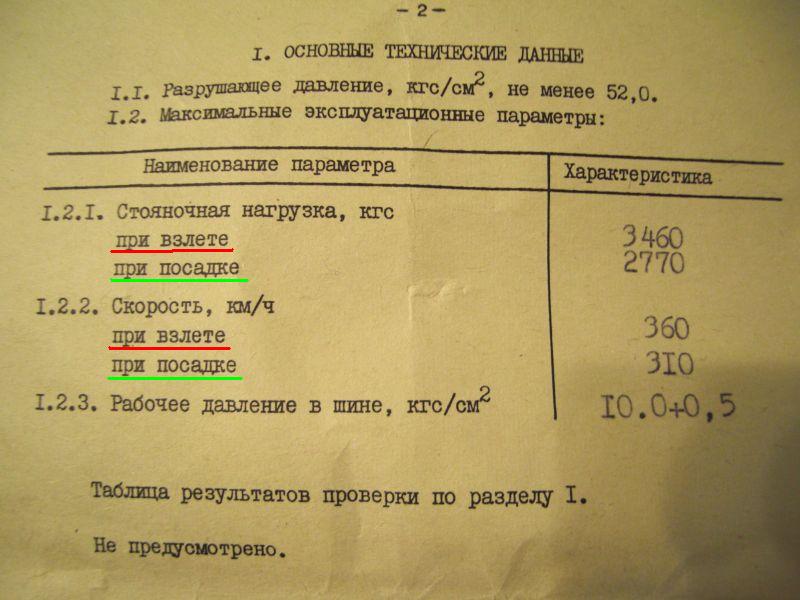 - 2 -
I. ОСНОВНЫЕ ТЕХНИЧЕСКИЕ ДАННЫЕ
I.I. Разрушающее давление, кгс/см2, не менее 52,0.
I.2. Максимальные эксплуатационные параметры:
Наименование параметра Характеристика
I.2.I. Стояночная нагрузка, кгс
при взлете 3460
при посадке 2770
I.2.2. Скорость, км/ч
при взлете 360
при посадке 3I0
I.2.3. Рабочее давление в шине, кгс/см2 I0.0+0,5
Таблица результатов проверки по разделу I.
Не предусмотрено.